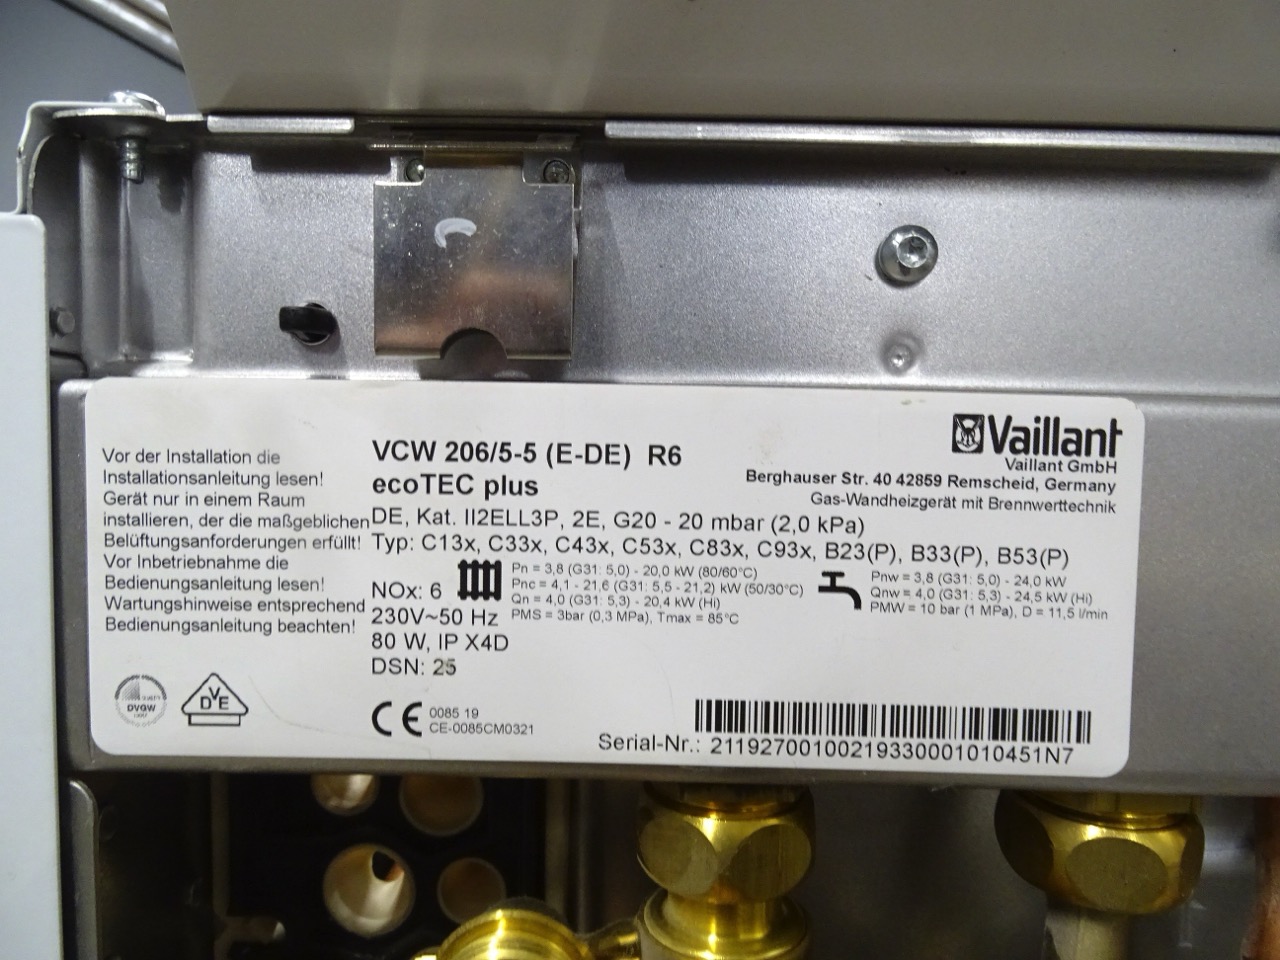 Vor der Installation die
Installationsanleitung lesen!
Gerät nur in einem Raum
installieren, der die maßgeblichen
Belüftungsanforderungen erfüllt!
Vor Inbetriebnahme die
Bedienungsanleitung lesen!
Wartungshinweise entsprechend
Bedienungsanleitung beachten!
DVGW
DVE
VCW 206/5-5 (E-DE) R6
ecoTEC plus
Vaillant
Vaillant GmbH
Berghauser Str. 40 42859 Remscheid, Germany
Gas-Wandheizgerät mit Brennwerttechnik
DE, Kat. II2ELL3P, 2E, G20 - 20 mbar (2,0 kPa)
Typ: C13x, C33x, C43x, C53x, C83x, C93x, B23(P), B33(P), B53(P)
NOx: 6
230V~50 Hz
80 W, IP X4D
DSN: 25
Pn = 3,8 (G31: 5,0) - 20,0 kW (80/60°C)
Pnc = 4,1 - 21,6 (G31: 5,5 - 21,2) kW (50/30°C)
Qn = 4,0 (G31: 5,3) - 20,4 kW (Hi)
PMS = 3bar (0,3 MPa), Tmax = 85°C
Pnw = 3,8 (G31: 5,0) - 24,0 kW
Qnw = 4,0 (G31: 5,3) - 24,5 kW (Hi)
PMW = 10 bar (1 MPa), D = 11,5 l/min
CE 0085 19
CE-0085CM0321
Serial-Nr.: 21192700100219330001010451N7